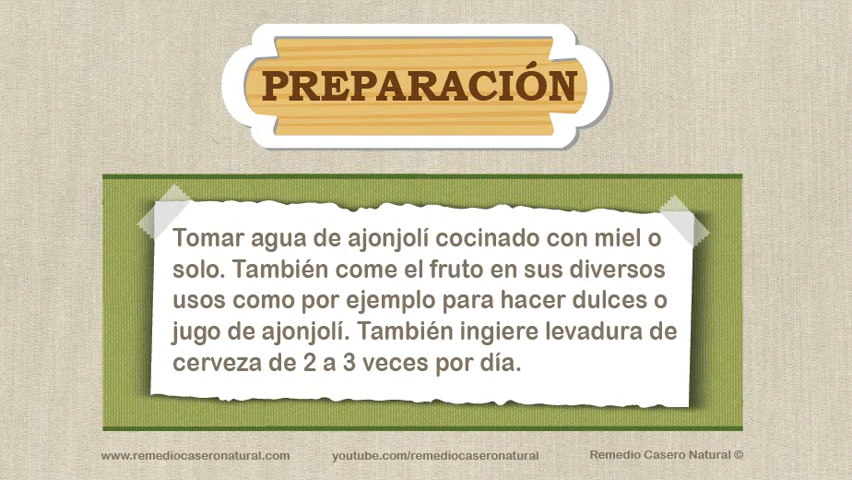 PREPARACIÓN
Tomar agua de ajonjolí cocinado con miel o
solo. También come el fruto en sus diversos
usos como por ejemplo para hacer dulces o
jugo de ajonjolí. También ingiere levadura de
cerveza de 2 a 3 veces por día.
www.remediocaseronatural.com youtube.com/remediocaseronatural Remedio Casero Natural ©